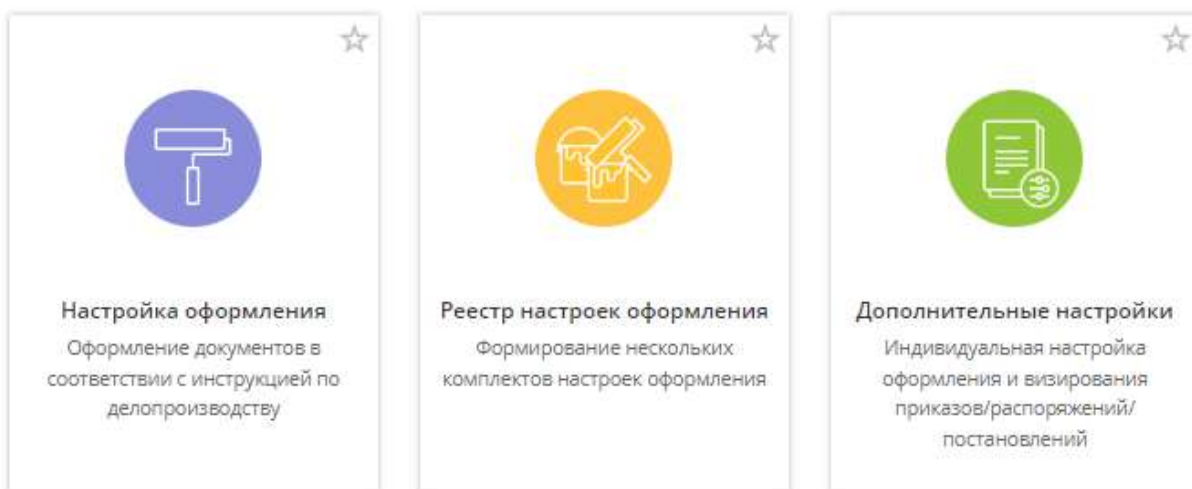 Настройка оформления
Оформление документов в
соответствии с инструкцией по
делопроизводству
Реестр настроек оформления
Формирование нескольких
комплектов настроек оформления
Дополнительные настройки
Индивидуальная настройка
оформления и визирования
приказов/распоряжений/
постановлений